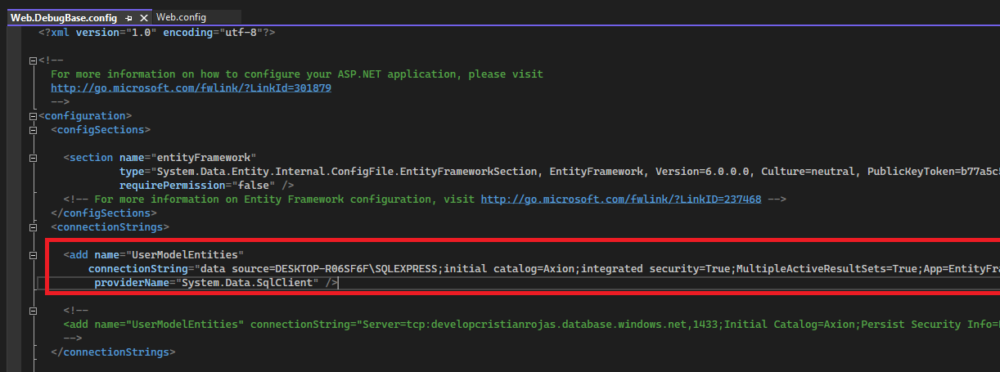 Web.DebugBase.config Web.config
<?xml version="1.0" encoding="utf-8"?>
<!--
For more information on how to configure your ASP.NET application, please visit
http://go.microsoft.com/fwlink/?LinkId=301879
-->
<configuration>
<configSections>
<section name="entityFramework"
type="System.Data.Entity.Internal.ConfigFile.EntityFrameworkSection, EntityFramework, Version=6.0.0.0, Culture=neutral, PublicKeyToken=b77a5c5
requirePermission="false" />
<!-- For more information on Entity Framework configuration, visit http://go.microsoft.com/fwlink/?LinkID=237468 -->
</configSections>
<connectionStrings>
<add name="UserModelEntities"
connectionString="data source=DESKTOP-R06SF6F\SQLEXPRESS;initial catalog=Axion;integrated security=True;MultipleActiveResultSets=True;App=EntityFra
providerName="System.Data.SqlClient" />
<!--
<add name="UserModelEntities" connectionString="Server=tcp:developcristianrojas.database.windows.net,1433;Initial Catalog=Axion;Persist Security Info=
-->
</connectionStrings>